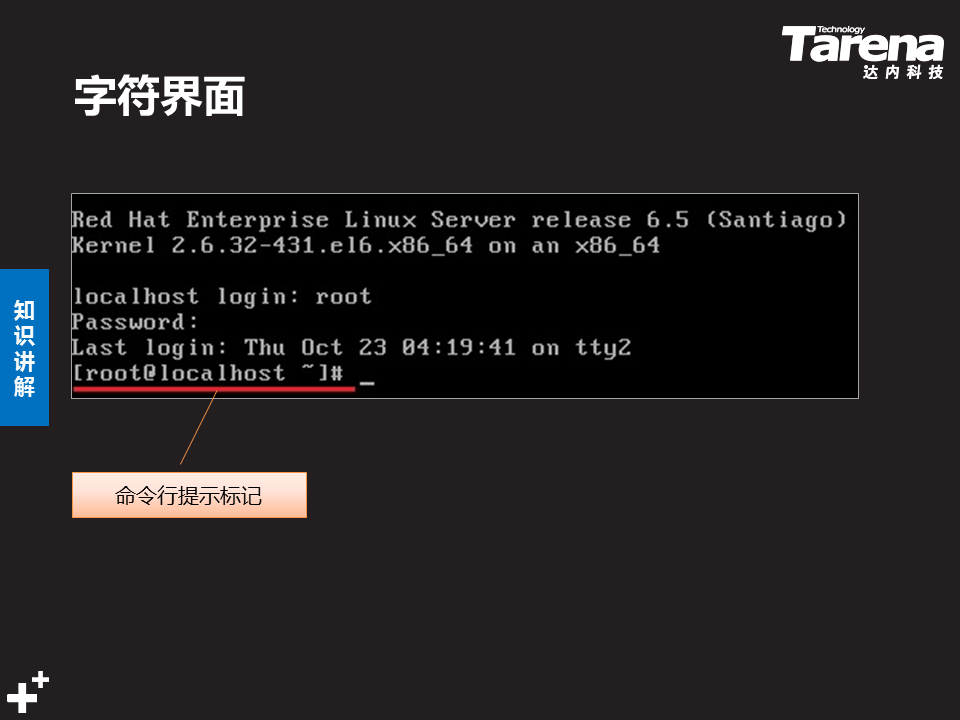 Technology
Tarena
达内科技
字符界面
Red Hat Enterprise Linux Server release 6.5 (Santiago)
Kernel 2.6.32-431.el6.x86_64 on an x86_64
localhost login: root
Password:
Last login: Thu Oct 23 04:19:41 on tty2
[root@localhost ~]# _
知识讲解
命令行提示标记